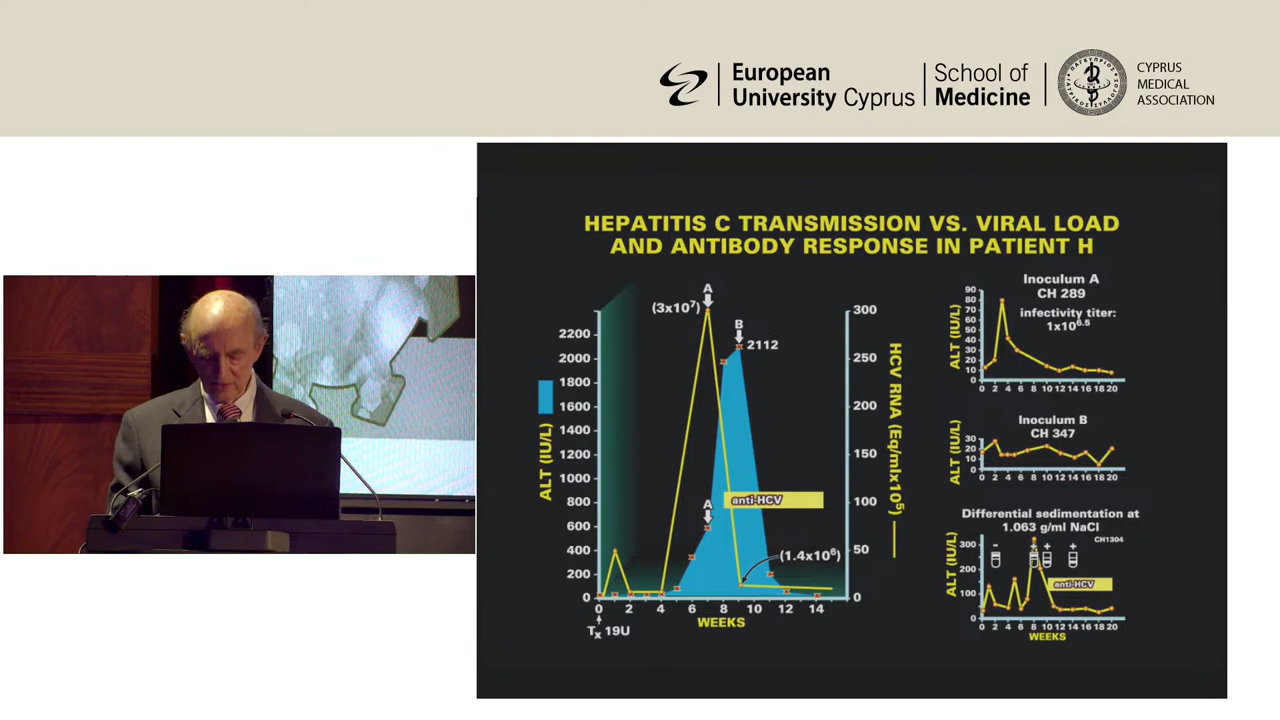 European
University Cyprus
School of
Medicine
ΠΑΓΚΥΠΡΙΟΣ
ΙΑΤΡΙΚΟΣ ΣΥΛΛΟΓΟΣ
CYPRUS
MEDICAL
ASSOCIATION
HEPATITIS C TRANSMISSION VS. VIRAL LOAD
AND ANTIBODY RESPONSE IN PATIENT H
ALT (IU/L)
2200
2000
1800
1600
1400
1200
1000
800
600
400
200
0
A
(3x10⁷)
B
2112
A
anti-HCV
(1.4x10⁶)
300
250
200
150
100
50
0
HCV RNA (Eq/mlx10⁵)
0 2 4 6 8 10 12 14
WEEKS
Tx 19U
Inoculum A
CH 289
infectivity titer:
1x10⁶·⁵
ALT (IU/L)
90
80
70
60
50
40
30
20
10
0
0 2 4 6 8 10 12 14 16 18 20
Inoculum B
CH 347
ALT (IU/L)
30
20
10
0
0 2 4 6 8 10 12 14 16 18 20
Differential sedimentation at
1.063 g/ml NaCl
CH1304
ALT (IU/L)
300
200
100
0
- + + +
anti-HCV
0 2 4 6 8 10 12 14 16 18 20
WEEKS